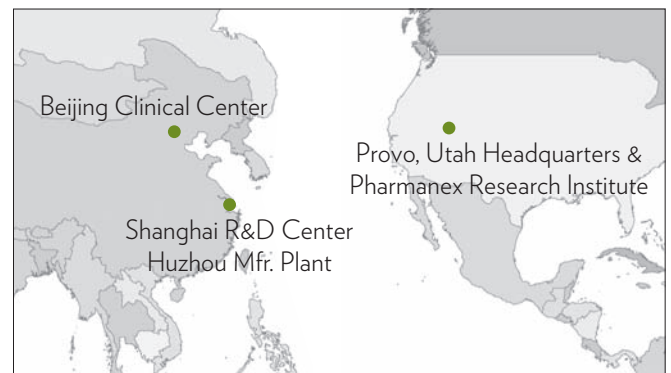 Beijing Clinical Center
Provo, Utah Headquarters &
Pharmanex Research Institute
Shanghai R&D Center
Huzhou Mfr. Plant